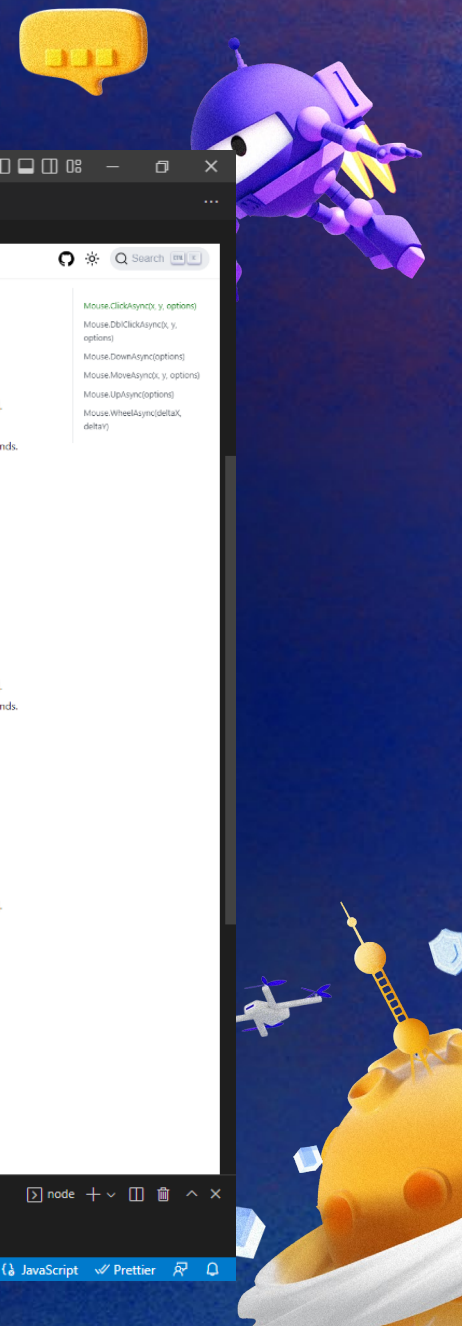 Search
Mouse.ClickAsync(x, y, options)
Mouse.DblClickAsync(x, y,
options)
Mouse.DownAsync(options)
Mouse.MoveAsync(x, y, options)
Mouse.UpAsync(options)
Mouse.WheelAsync(deltaX,
deltaY)
nds.
nds.
node
JavaScript
Prettier